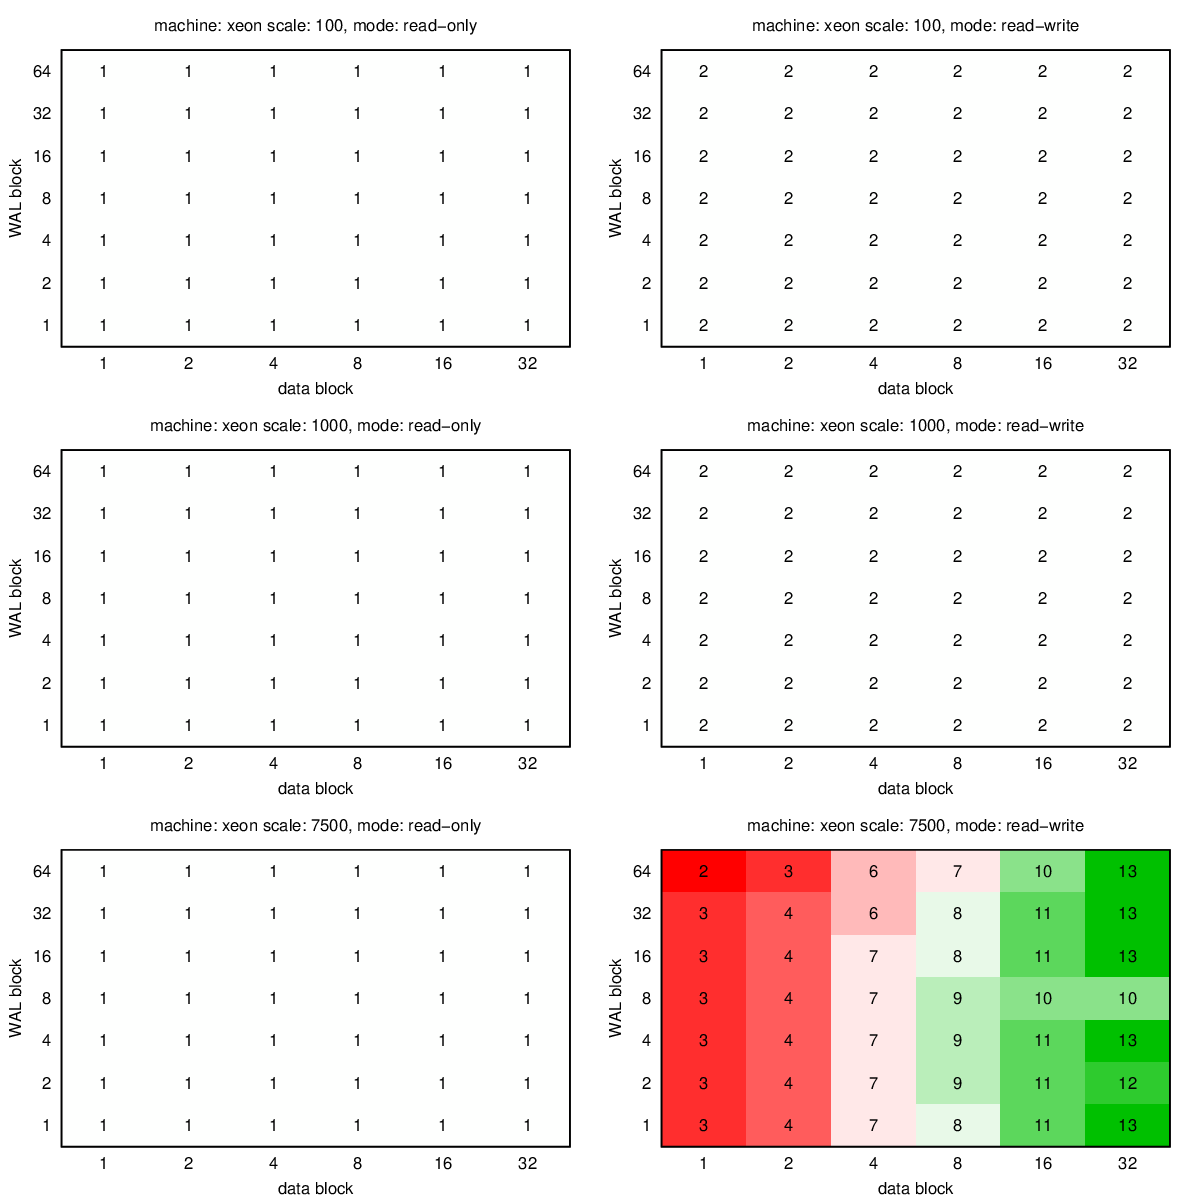 machine: xeon scale: 100, mode: read−only
64 1 1 1 1 1 1
32 1 1 1 1 1 1
16 1 1 1 1 1 1
8 1 1 1 1 1 1
4 1 1 1 1 1 1
2 1 1 1 1 1 1
1 1 1 1 1 1 1
WAL block
1 2 4 8 16 32
data block
machine: xeon scale: 100, mode: read−write
64 2 2 2 2 2 2
32 2 2 2 2 2 2
16 2 2 2 2 2 2
8 2 2 2 2 2 2
4 2 2 2 2 2 2
2 2 2 2 2 2 2
1 2 2 2 2 2 2
WAL block
1 2 4 8 16 32
data block
machine: xeon scale: 1000, mode: read−only
64 1 1 1 1 1 1
32 1 1 1 1 1 1
16 1 1 1 1 1 1
8 1 1 1 1 1 1
4 1 1 1 1 1 1
2 1 1 1 1 1 1
1 1 1 1 1 1 1
WAL block
1 2 4 8 16 32
data block
machine: xeon scale: 1000, mode: read−write
64 2 2 2 2 2 2
32 2 2 2 2 2 2
16 2 2 2 2 2 2
8 2 2 2 2 2 2
4 2 2 2 2 2 2
2 2 2 2 2 2 2
1 2 2 2 2 2 2
WAL block
1 2 4 8 16 32
data block
machine: xeon scale: 7500, mode: read−only
64 1 1 1 1 1 1
32 1 1 1 1 1 1
16 1 1 1 1 1 1
8 1 1 1 1 1 1
4 1 1 1 1 1 1
2 1 1 1 1 1 1
1 1 1 1 1 1 1
WAL block
1 2 4 8 16 32
data block
machine: xeon scale: 7500, mode: read−write
64 2 3 6 7 10 13
32 3 4 6 8 11 13
16 3 4 7 8 11 13
8 3 4 7 9 10 10
4 3 4 7 9 11 13
2 3 4 7 9 11 12
1 3 4 7 8 11 13
WAL block
1 2 4 8 16 32
data block